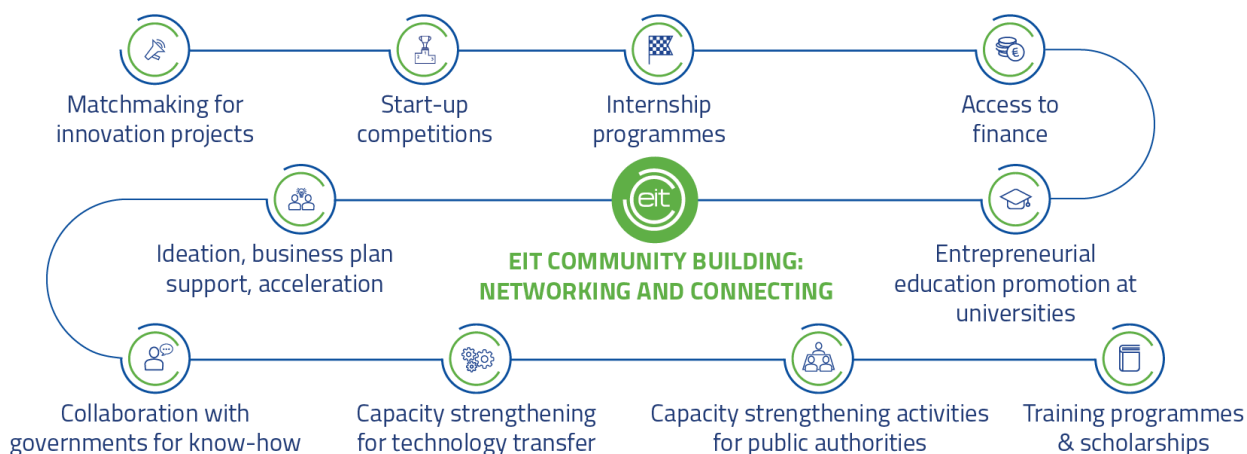 Matchmaking for
innovation projects
Start-up
competitions
Internship
programmes
Access to
finance
€
Ideation, business plan
support, acceleration
eit
EIT COMMUNITY BUILDING:
NETWORKING AND CONNECTING
Entrepreneurial
education promotion at
universities
Collaboration with
governments for know-how
Capacity strengthening
for technology transfer
Capacity strengthening activities
for public authorities
Training programmes
& scholarships